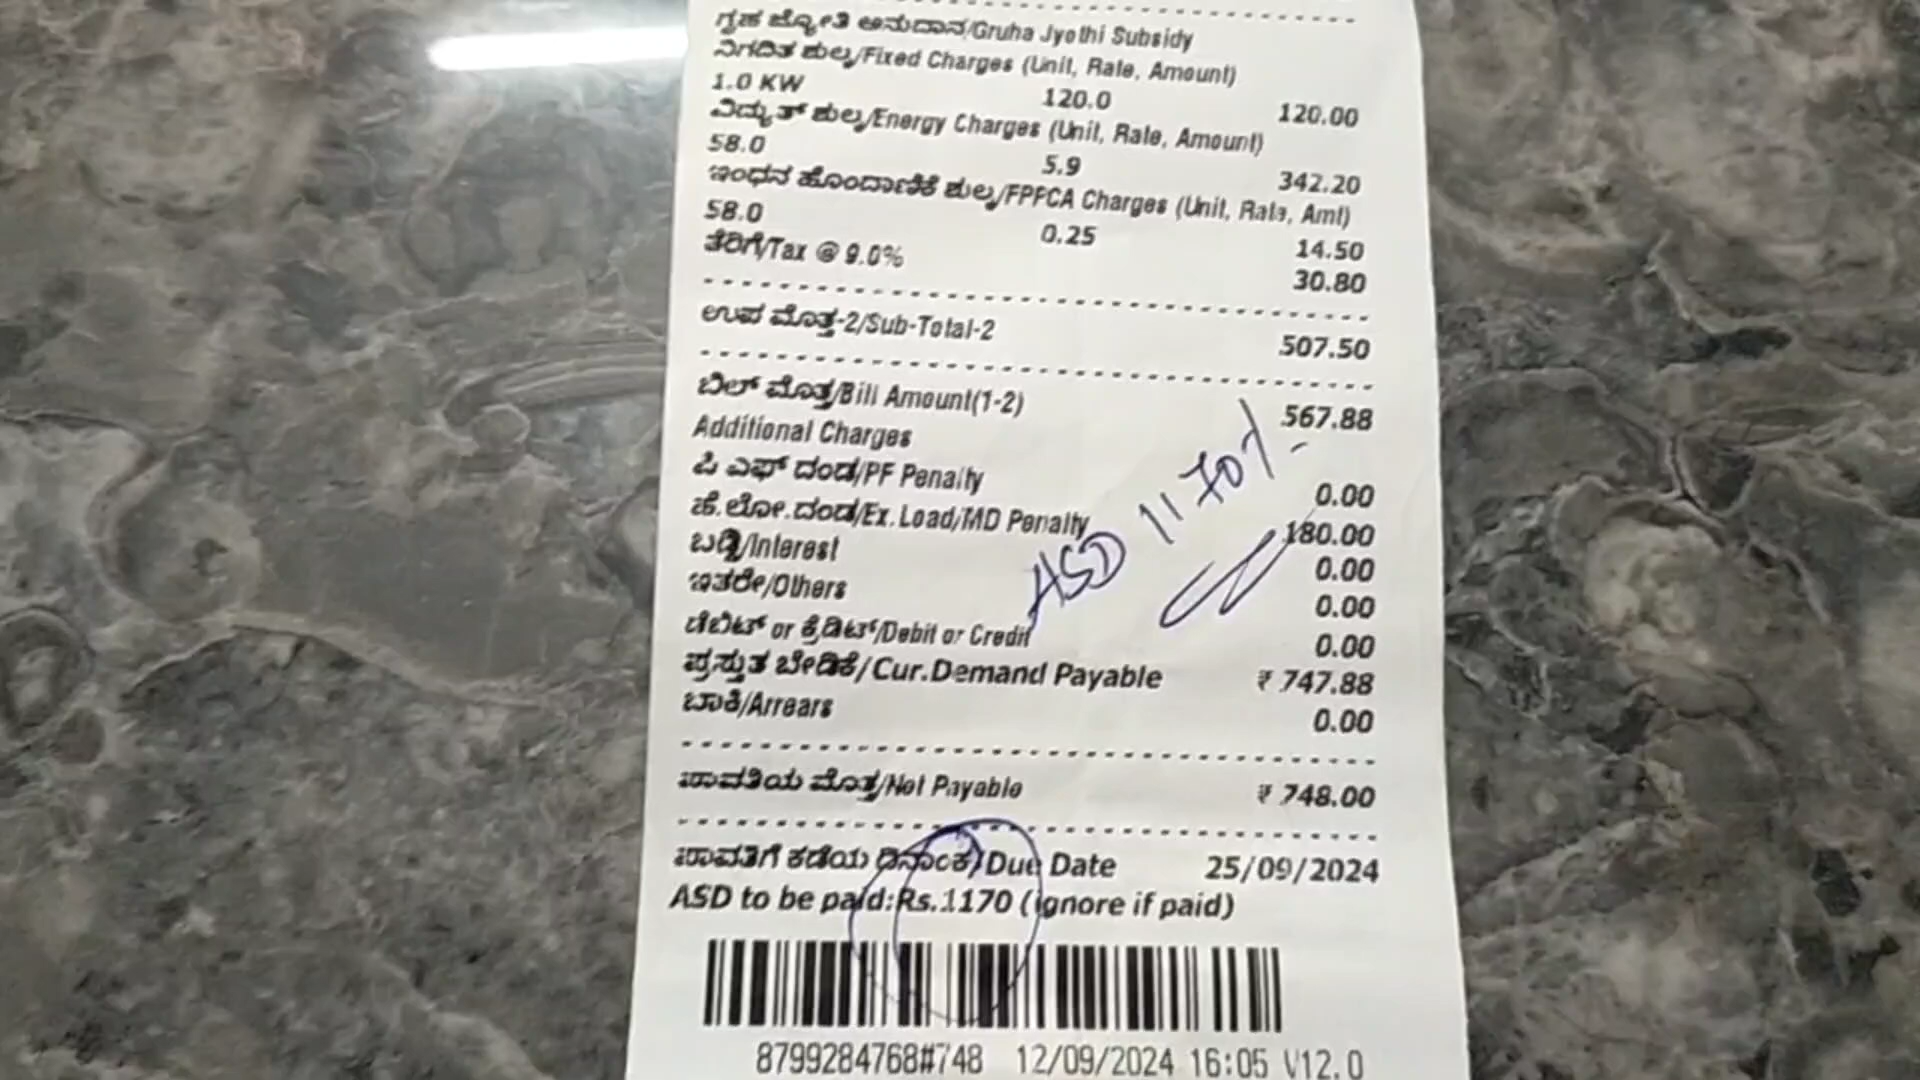 ಗೃಹ ಜ್ಯೋತಿ ಅನುದಾನ/Gruha Jyothi Subsidy
ನಿಗದಿತ ಶುಲ್ಕ/Fixed Charges (Unit, Rate, Amount)
1.0 KW 120.0 120.00
ವಿದ್ಯುತ್ ಶುಲ್ಕ/Energy Charges (Unit, Rate, Amount)
58.0 5.9 342.20
ಇಂಧನ ಹೊಂದಾಣಿಕೆ ಶುಲ್ಕ/FPPCA Charges (Unit, Rate, Amt)
58.0 0.25 14.50
ತೆರಿಗೆ/Tax @ 9.0% 30.80
ಉಪ ಮೊತ್ತ-2/Sub-Total-2 507.50
ಬಿಲ್ ಮೊತ್ತ/Bill Amount(1-2) 567.88
Additional Charges
ಪಿ ಎಫ್ ದಂಡ/PF Penalty 0.00
ಹೆ.ಲೋ.ದಂಡ/Ex.Load/MD Penalty 180.00
ಬಡ್ಡಿ/Interest 0.00
ಇತರೇ/Others 0.00
ಡೆಬಿಟ್ or ಕ್ರೆಡಿಟ್/Debit or Credit 0.00
ASD 1170/-
ಪ್ರಸ್ತುತ ಬೇಡಿಕೆ/Cur.Demand Payable ₹ 747.88
ಬಾಕಿ/Arrears 0.00
ಪಾವತಿಯ ಮೊತ್ತ/Net Payable ₹ 748.00
ಪಾವತಿಗೆ ಕಡೆಯ ದಿನಾಂಕ/Due Date 25/09/2024
ASD to be paid:Rs.1170 (ignore if paid)
8799284768#748 12/09/2024 16:05 V12.0